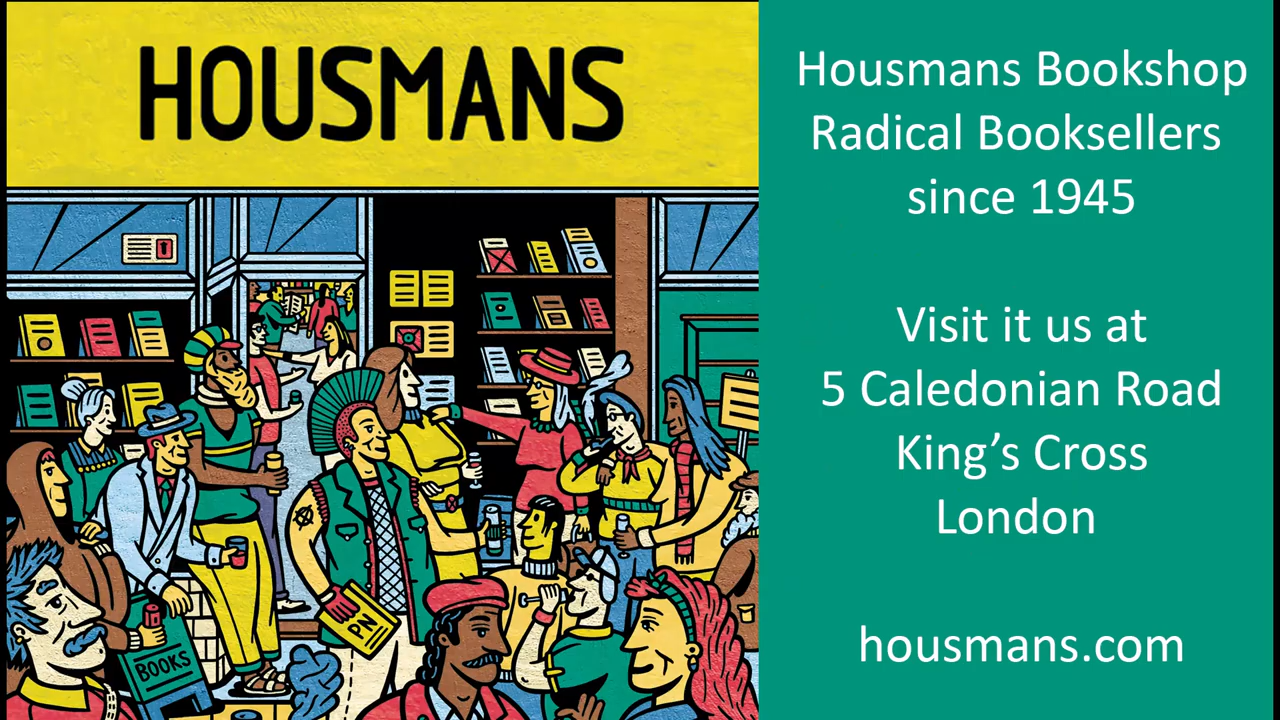 HOUSMANS
PN
BOOKS
Housmans Bookshop
Radical Booksellers
since 1945
Visit it us at
5 Caledonian Road
King’s Cross
London
housmans.com